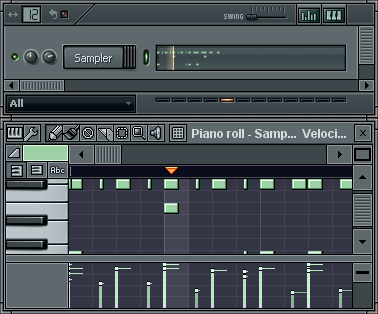 12
SWING
Sampler
All
Piano roll - Samp... Veloci...
Abc